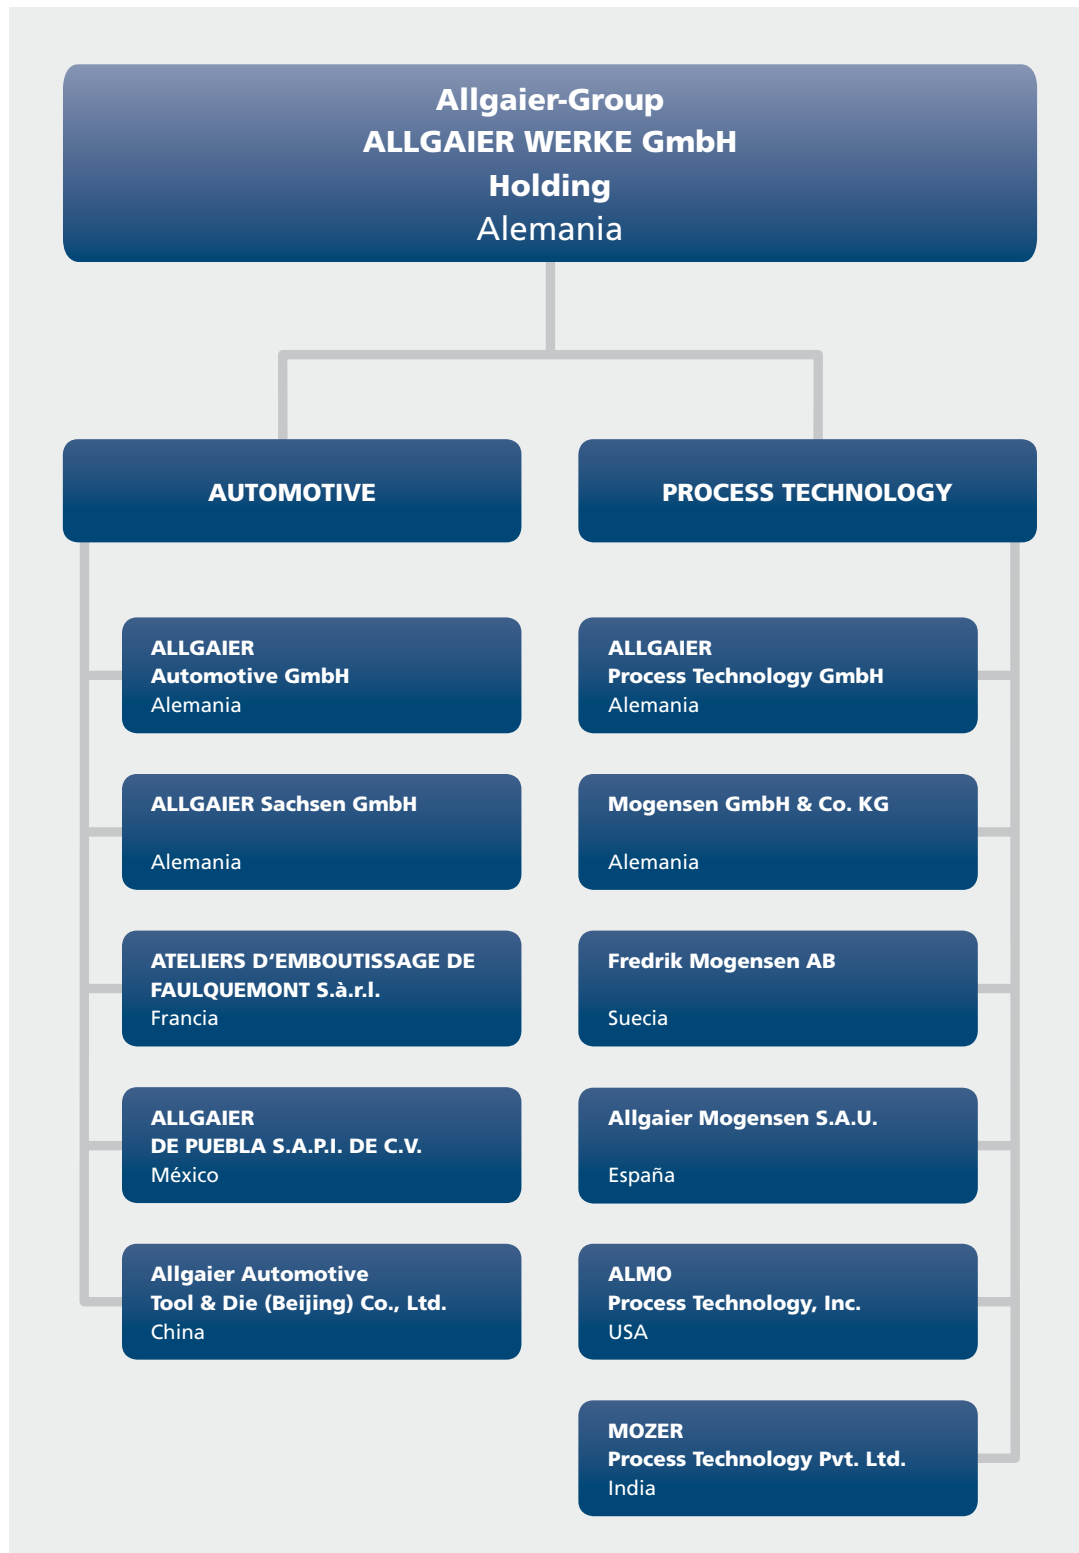 Allgaier-Group
ALLGAIER WERKE GmbH
Holding
Alemania
AUTOMOTIVE
ALLGAIER
Automotive GmbH
Alemania
ALLGAIER Sachsen GmbH
Alemania
ATELIERS D‘EMBOUTISSAGE DE
FAULQUEMONT S.à.r.l.
Francia
ALLGAIER
DE PUEBLA S.A.P.I. DE C.V.
México
Allgaier Automotive
Tool & Die (Beijing) Co., Ltd.
China
PROCESS TECHNOLOGY
ALLGAIER
Process Technology GmbH
Alemania
Mogensen GmbH & Co. KG
Alemania
Fredrik Mogensen AB
Suecia
Allgaier Mogensen S.A.U.
España
ALMO
Process Technology, Inc.
USA
MOZER
Process Technology Pvt. Ltd.
India